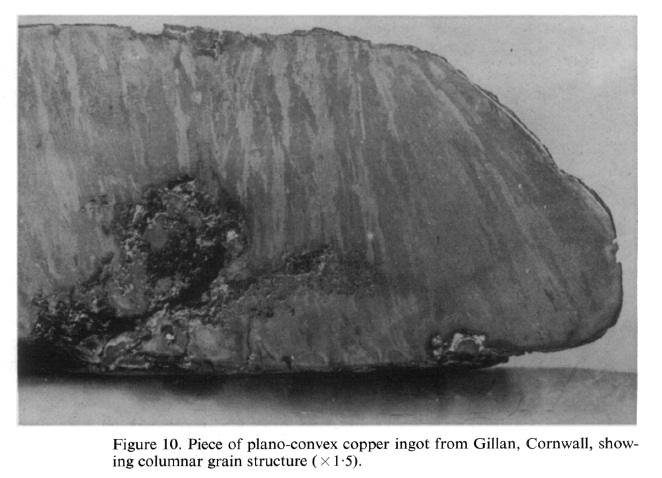 Figure 10. Piece of plano-convex copper ingot from Gillan, Cornwall, show-
ing columnar grain structure (×1·5).